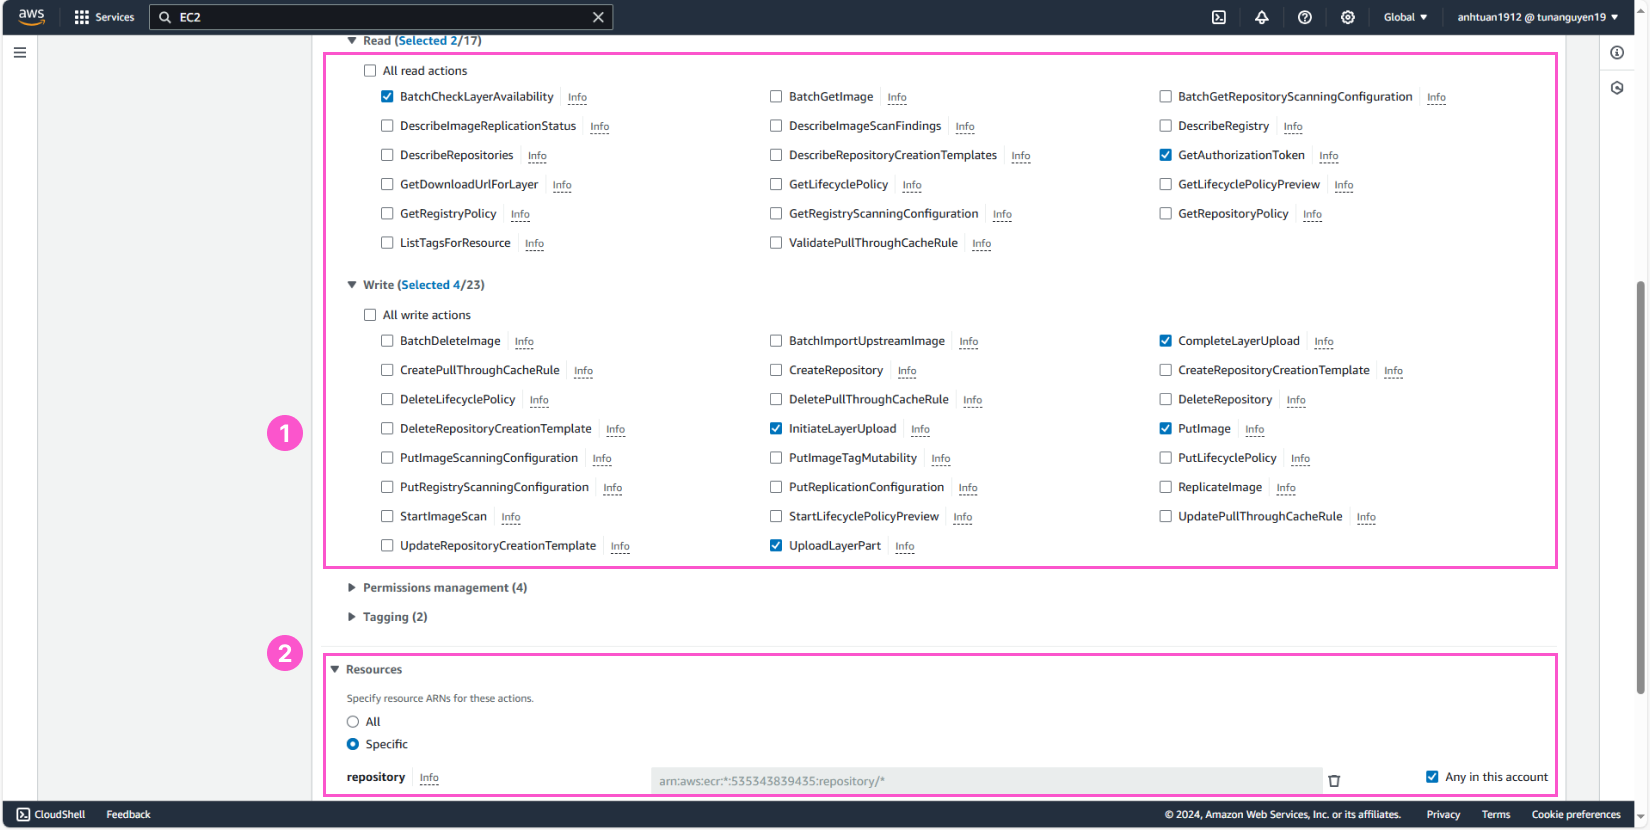 aws Services EC2 Global anhtuan1912 @ tunanguyen19
Read (Selected 2/17)
All read actions
BatchCheckLayerAvailability Info BatchGetImage Info BatchGetRepositoryScanningConfiguration Info
DescribeImageReplicationStatus Info DescribeImageScanFindings Info DescribeRegistry Info
DescribeRepositories Info DescribeRepositoryCreationTemplates Info GetAuthorizationToken Info
GetDownloadUrlForLayer Info GetLifecyclePolicy Info GetLifecyclePolicyPreview Info
GetRegistryPolicy Info GetRegistryScanningConfiguration Info GetRepositoryPolicy Info
ListTagsForResource Info ValidatePullThroughCacheRule Info
Write (Selected 4/23)
All write actions
BatchDeleteImage Info BatchImportUpstreamImage Info CompleteLayerUpload Info
CreatePullThroughCacheRule Info CreateRepository Info CreateRepositoryCreationTemplate Info
DeleteLifecyclePolicy Info DeletePullThroughCacheRule Info DeleteRepository Info
1 DeleteRepositoryCreationTemplate Info InitiateLayerUpload Info PutImage Info
PutImageScanningConfiguration Info PutImageTagMutability Info PutLifecyclePolicy Info
PutRegistryScanningConfiguration Info PutReplicationConfiguration Info ReplicateImage Info
StartImageScan Info StartLifecyclePolicyPreview Info UpdatePullThroughCacheRule Info
UpdateRepositoryCreationTemplate Info UploadLayerPart Info
Permissions management (4)
Tagging (2)
2
Resources
Specify resource ARNs for these actions.
All
Specific
repository Info arn:aws:ecr:*:535343839435:repository/* Any in this account
CloudShell Feedback © 2024, Amazon Web Services, Inc. or its affiliates. Privacy Terms Cookie preferences